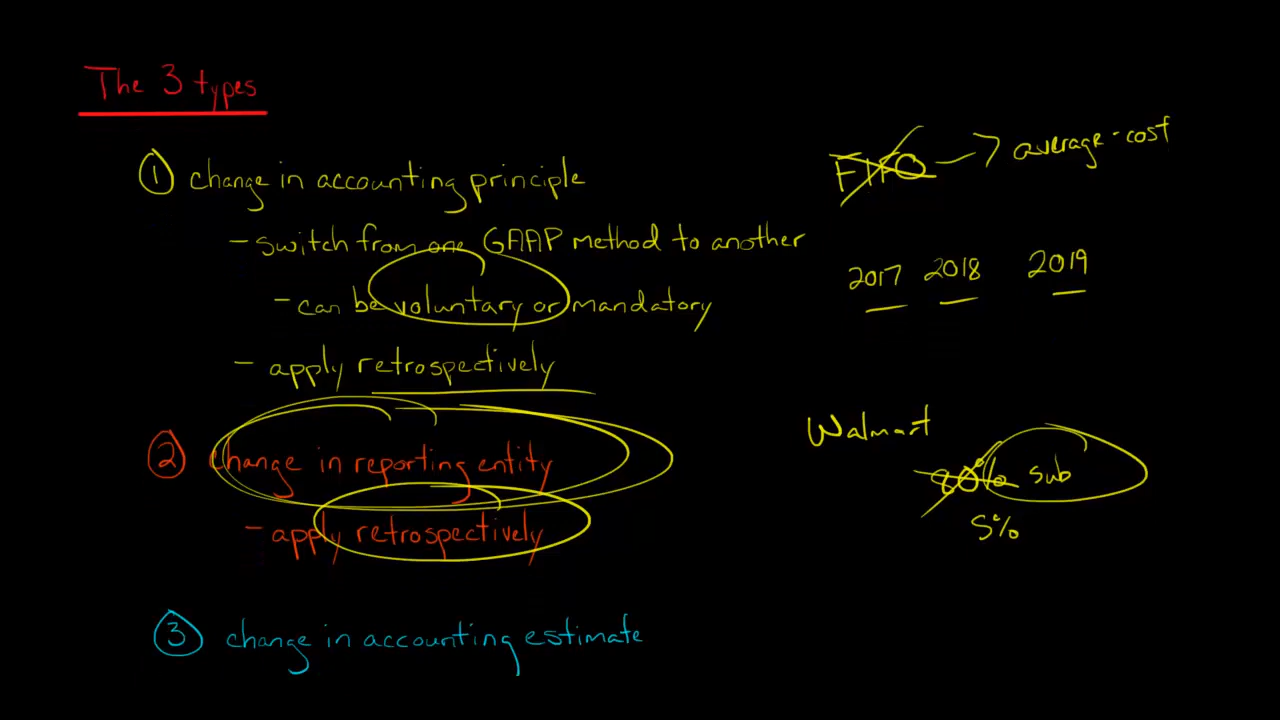 The 3 types
① change in accounting principle
- switch from one GAAP method to another
- can be voluntary or mandatory
- apply retrospectively
② change in reporting entity
- apply retrospectively
③ change in accounting estimate
FIFO → average-cost
2017 2018 2019
Walmart
80% sub
5%